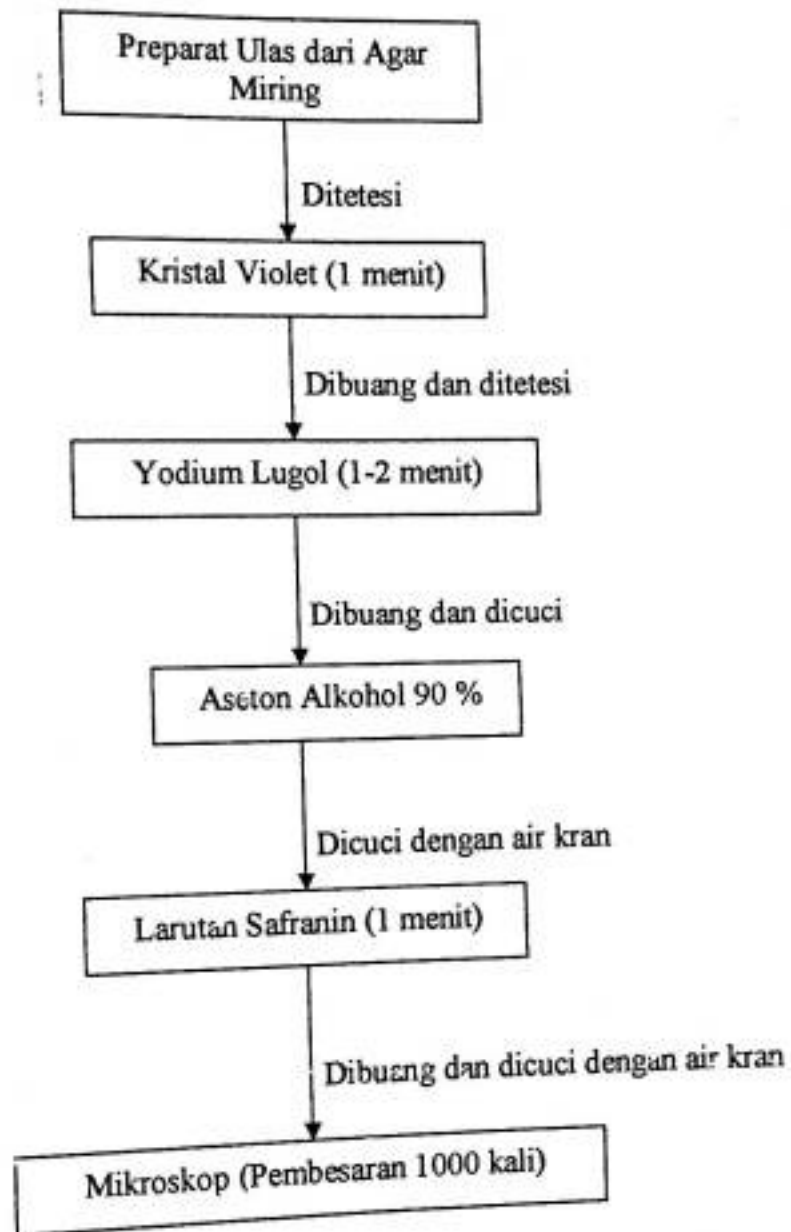 Preparat Ulas dari Agar
Miring
Ditetesi
Kristal Violet (1 menit)
Dibuang dan ditetesi
Yodium Lugol (1-2 menit)
Dibuang dan dicuci
Aseton Alkohol 90 %
Dicuci dengan air kran
Larutan Safranin (1 menit)
Dibuang dan dicuci dengan air kran
Mikroskop (Pembesaran 1000 kali)